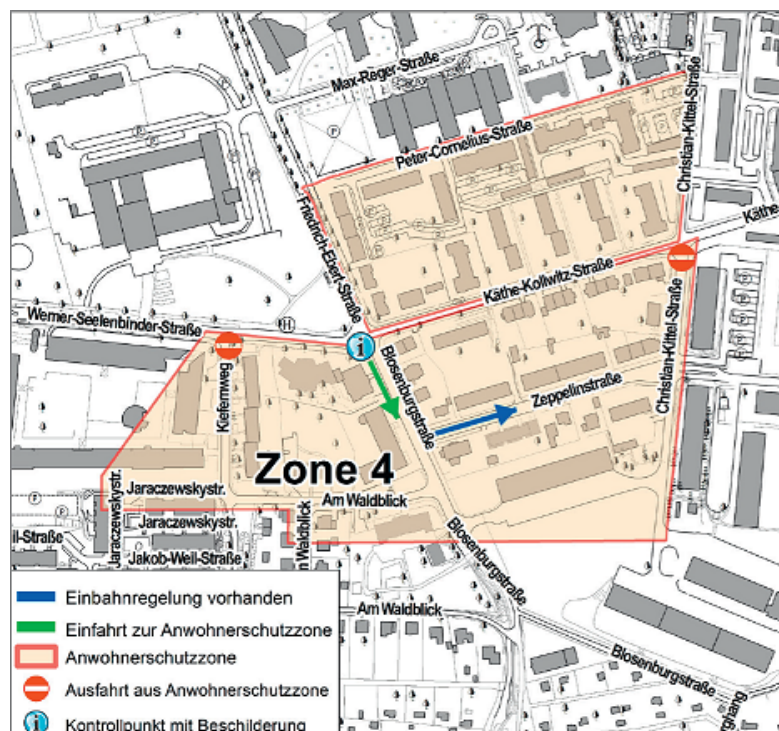 Max-Reger-Straße
Peter-Cornelius-Straße
Christian-Kittel-Straße
Friedrich-Ebert-Straße
Käthe
Käthe-Kollwitz-Straße
Werner-Seelenbinder-Straße
H
i
Kiefernweg
Blosenburgstraße
Zeppelinstraße
Christian-Kittel-Straße
Zone 4
Jaraczewskystr.
Am Waldblick
Jaraczewskystr.
Jaraczewskystr.
n Waldblick
il-Straße
Jakob-Weil-Straße
Blosenburgstraße
Am Waldblick
Blosenburgstraße
Einbahnregelung vorhanden
Einfahrt zur Anwohnerschutzzone
Anwohnerschutzzone
Ausfahrt aus Anwohnerschutzzone
i Kontrollpunkt mit Beschilderung